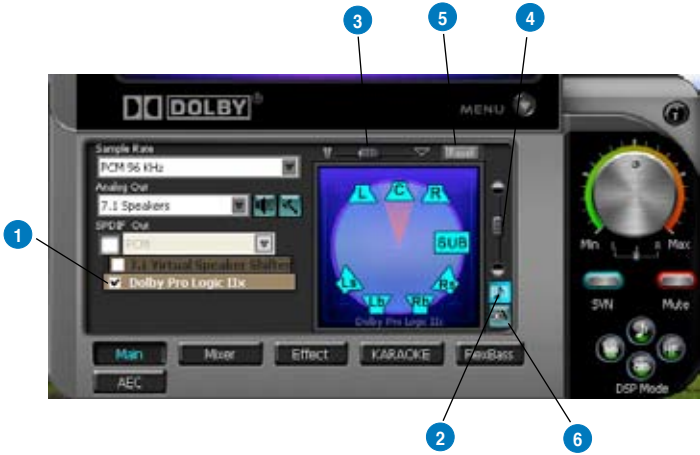 3 5 4
DOLBY®
MENU
Sample Rate
PCM 96 KHz
Reset
Analog Out
L C R
7.1 Speakers
SPDIF Out
1
PCM
SUB
7.1 Virtual Speaker Shifter
Dolby Pro Logic IIx
Ls Rs
Lb Rb
Dolby Pro Logic IIx
Min L R Max
SVN Mute
Main Mixer Effect KARAOKE FlexBass
AEC
DSP Mode
2 6